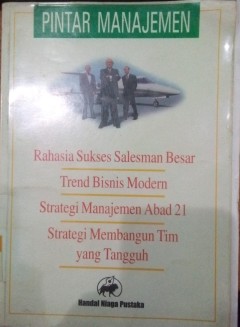 PINTAR MANAJEMEN
Rahasia Sukses Salesman Besar
Trend Bisnis Modern
Strategi Manajemen Abad 21
Strategi Membangun Tim
yang Tangguh
Handal Niaga Pustaka